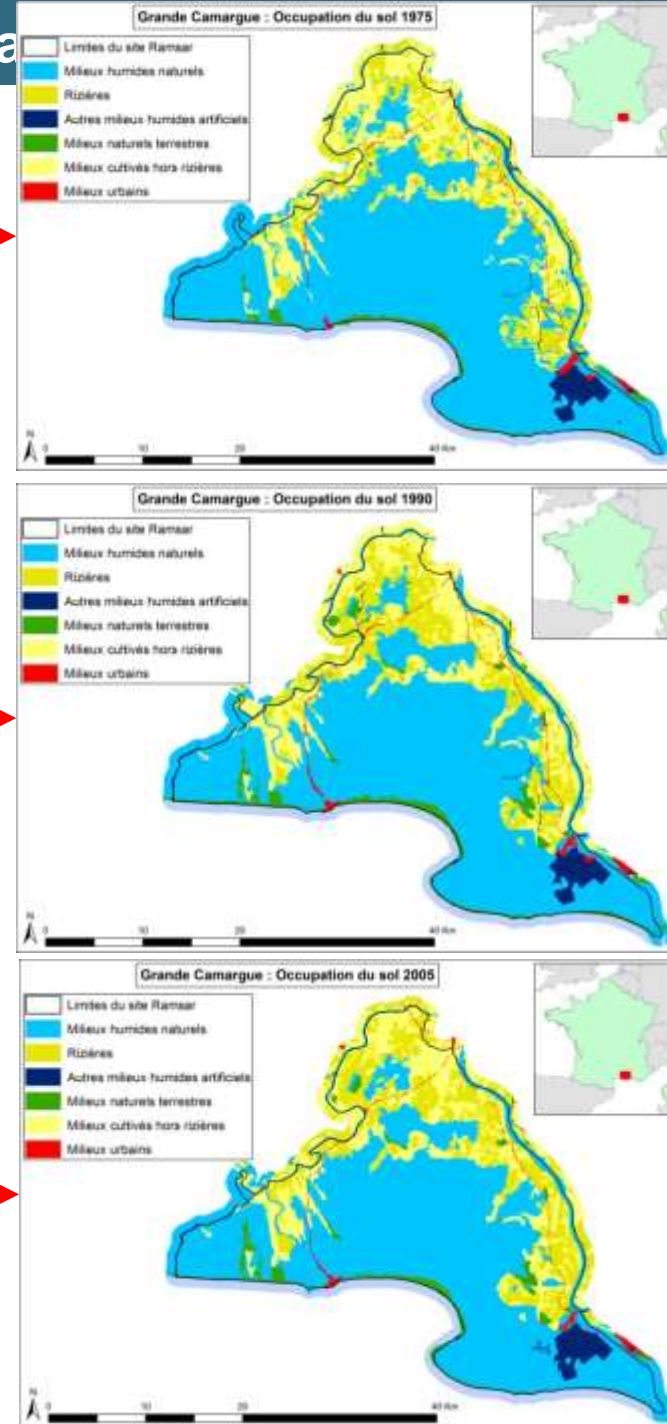 a
Grande Camargue : Occupation du sol 1975
Limites du site Ramsar
Milieux humides naturels
Rizières
Autres milieux humides artificiels
Milieux naturels terrestres
Milieux cultivés hors rizières
Milieux urbains
N
0 10 20 40 Km
Grande Camargue : Occupation du sol 1990
Limites du site Ramsar
Milieux humides naturels
Rizières
Autres milieux humides artificiels
Milieux naturels terrestres
Milieux cultivés hors rizières
Milieux urbains
N
0 10 20 40 Km
Grande Camargue : Occupation du sol 2005
Limites du site Ramsar
Milieux humides naturels
Rizières
Autres milieux humides artificiels
Milieux naturels terrestres
Milieux cultivés hors rizières
Milieux urbains
N
0 10 20 40 Km